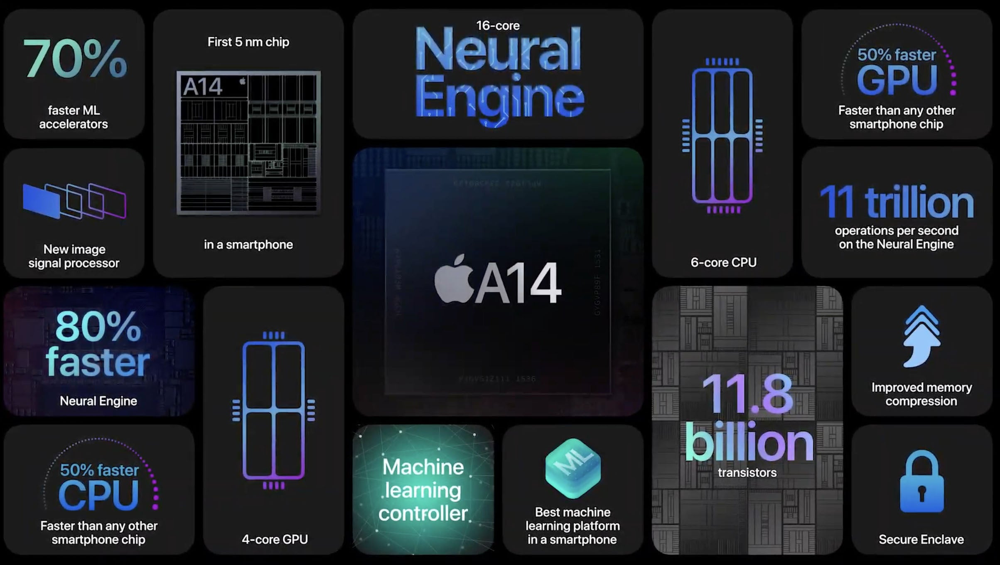 70%
faster ML
accelerators
First 5 nm chip
A14
in a smartphone
16-core
Neural
Engine
6-core CPU
50% faster
GPU
Faster than any other
smartphone chip
New image
signal processor
A14
GYGVP89F 1531
11 trillion
operations per second
on the Neural Engine
80%
faster
Neural Engine
4-core GPU
11.8
billion
transistors
Improved memory
compression
50% faster
CPU
Faster than any other
smartphone chip
Machine
learning
controller
ML
Best machine
learning platform
in a smartphone
Secure Enclave